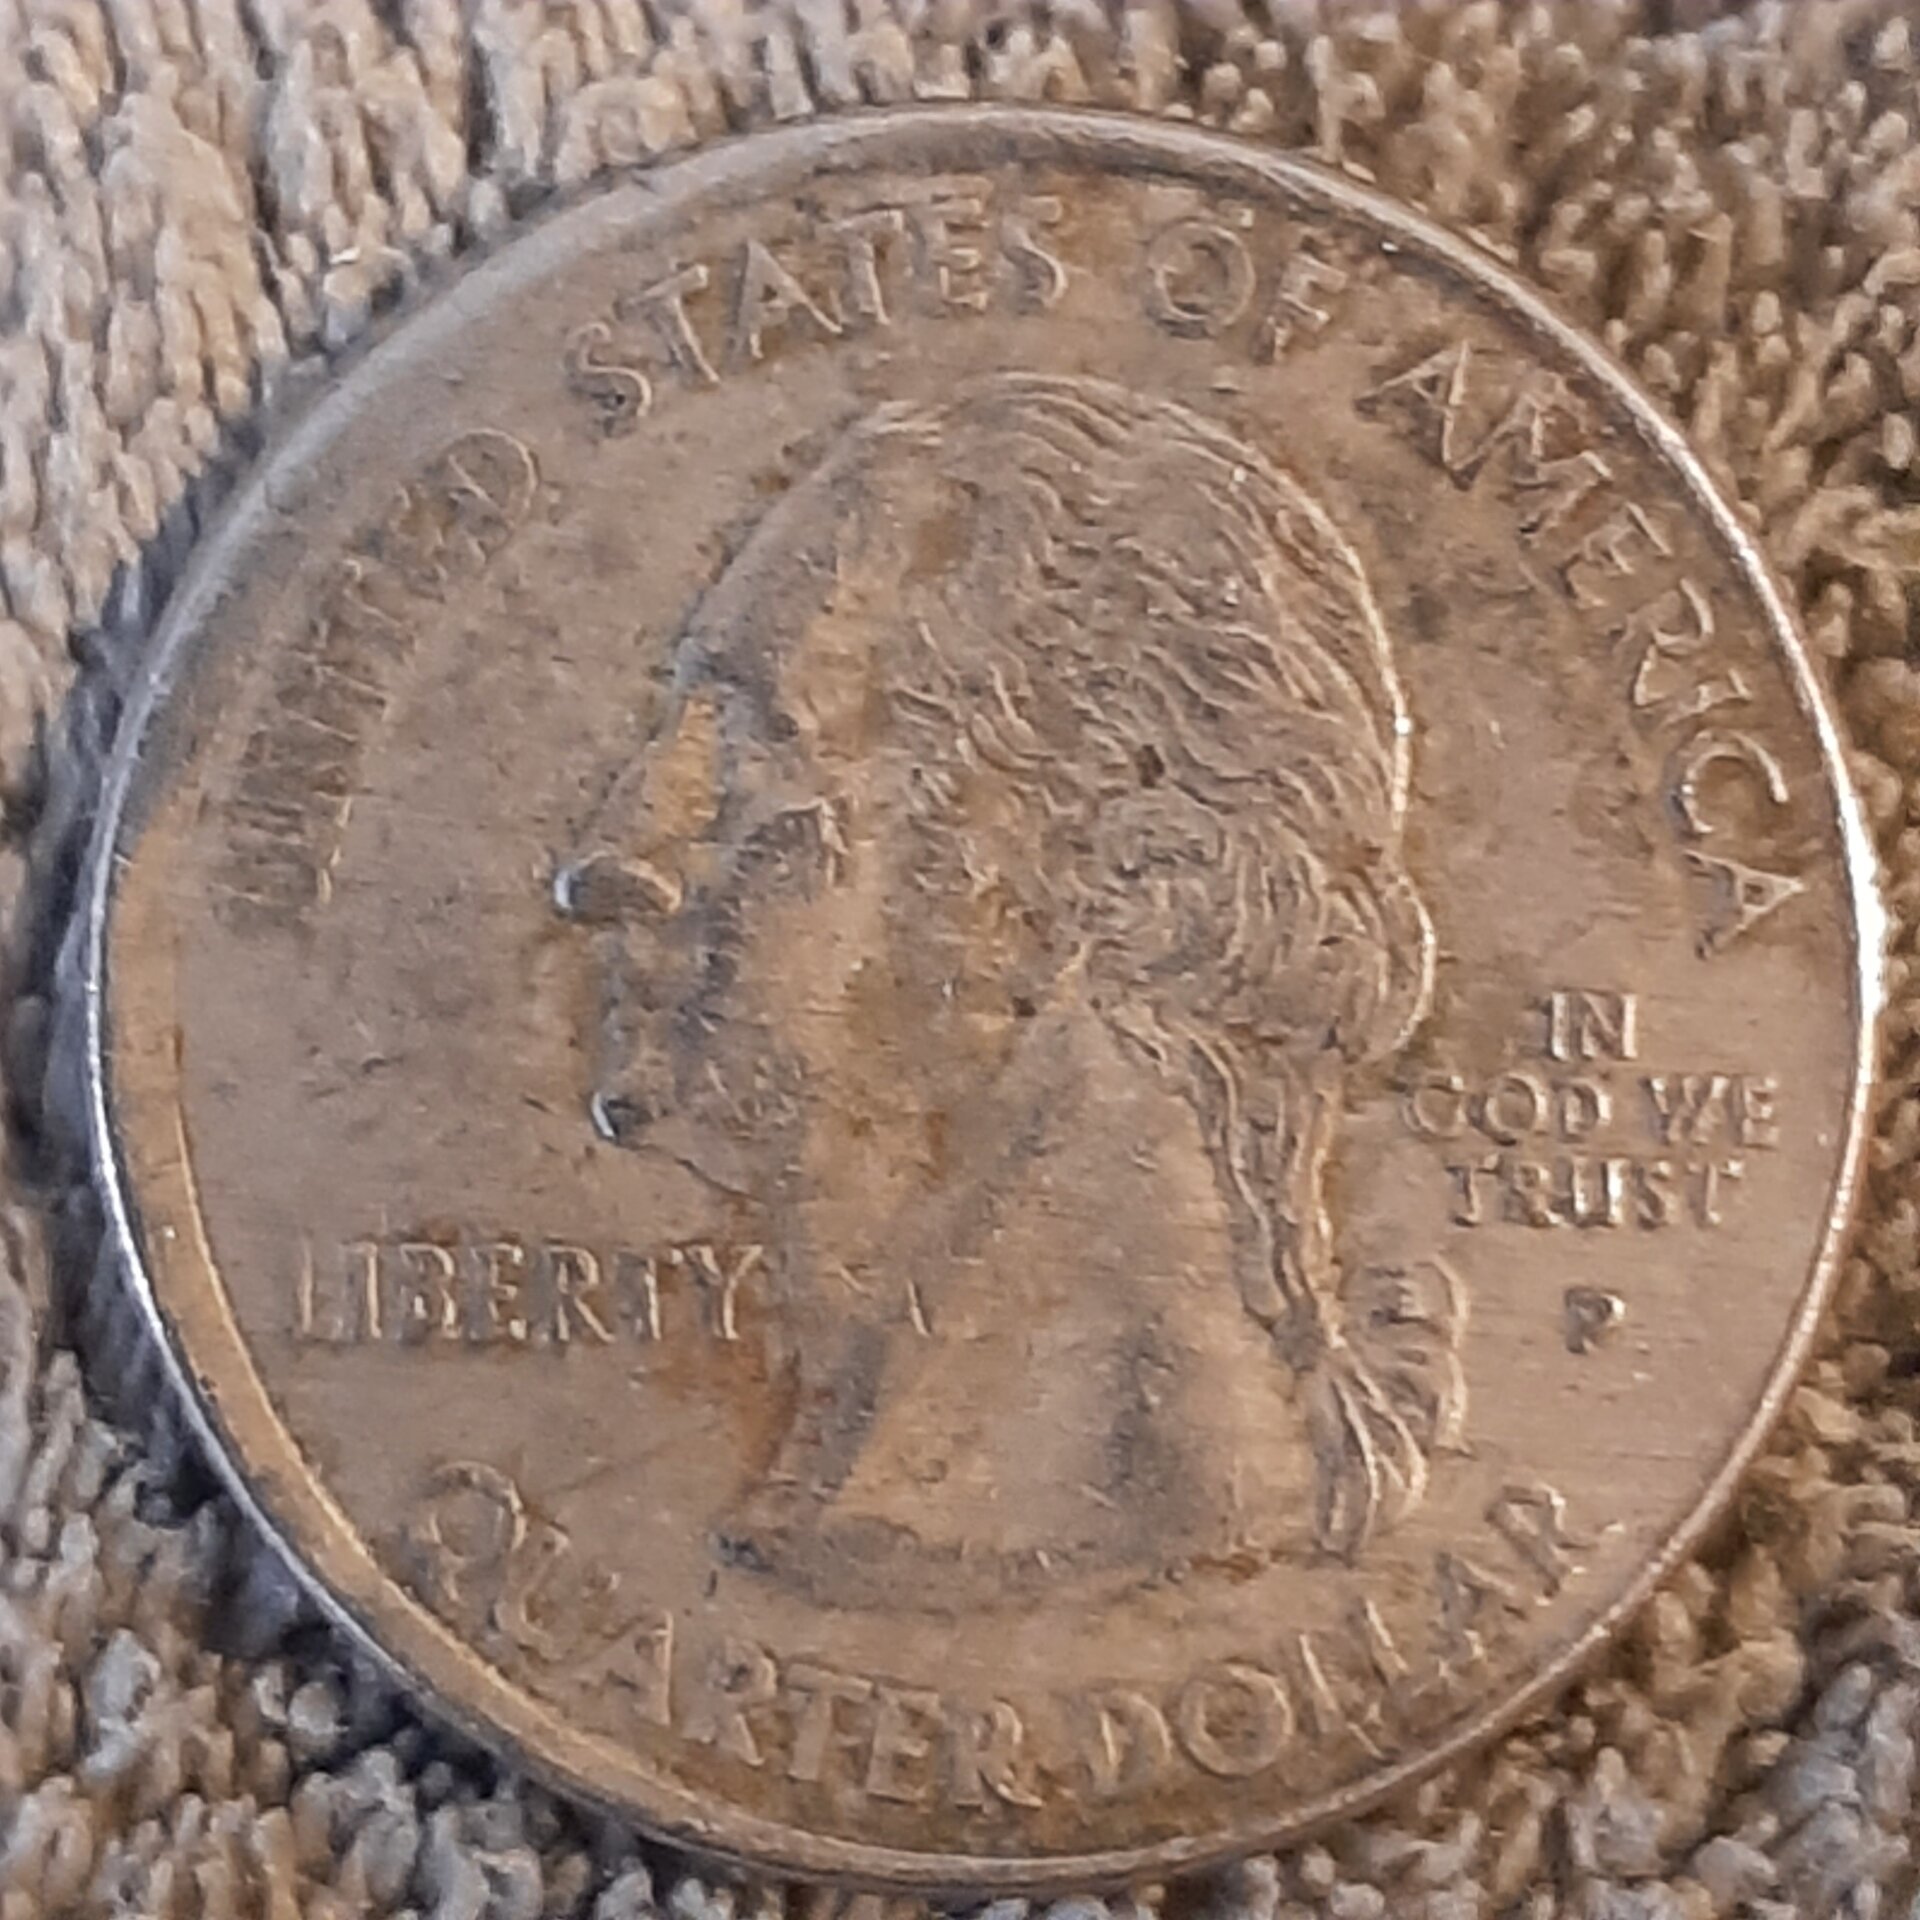 UNITED STATES OF AMERICA
LIBERTY
IN
GOD WE
TRUST
P
QUARTER DOLLAR